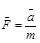 F̄ = ā / m